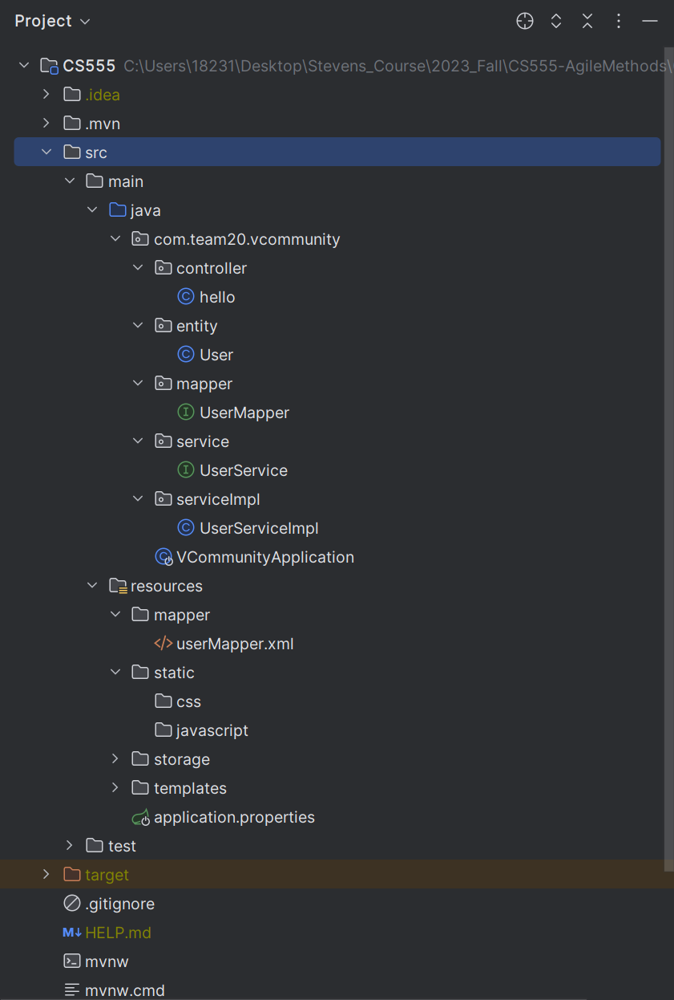 Project
CS555 C:\Users\18231\Desktop\Stevens_Course\2023_Fall\CS555-AgileMethods\
.idea
.mvn
src
main
java
com.team20.vcommunity
controller
C hello
entity
C User
mapper
I UserMapper
service
I UserService
serviceImpl
C UserServiceImpl
C VCommunityApplication
resources
mapper
</> userMapper.xml
static
css
javascript
storage
templates
application.properties
test
target
.gitignore
M↓ HELP.md
mvnw
mvnw.cmd